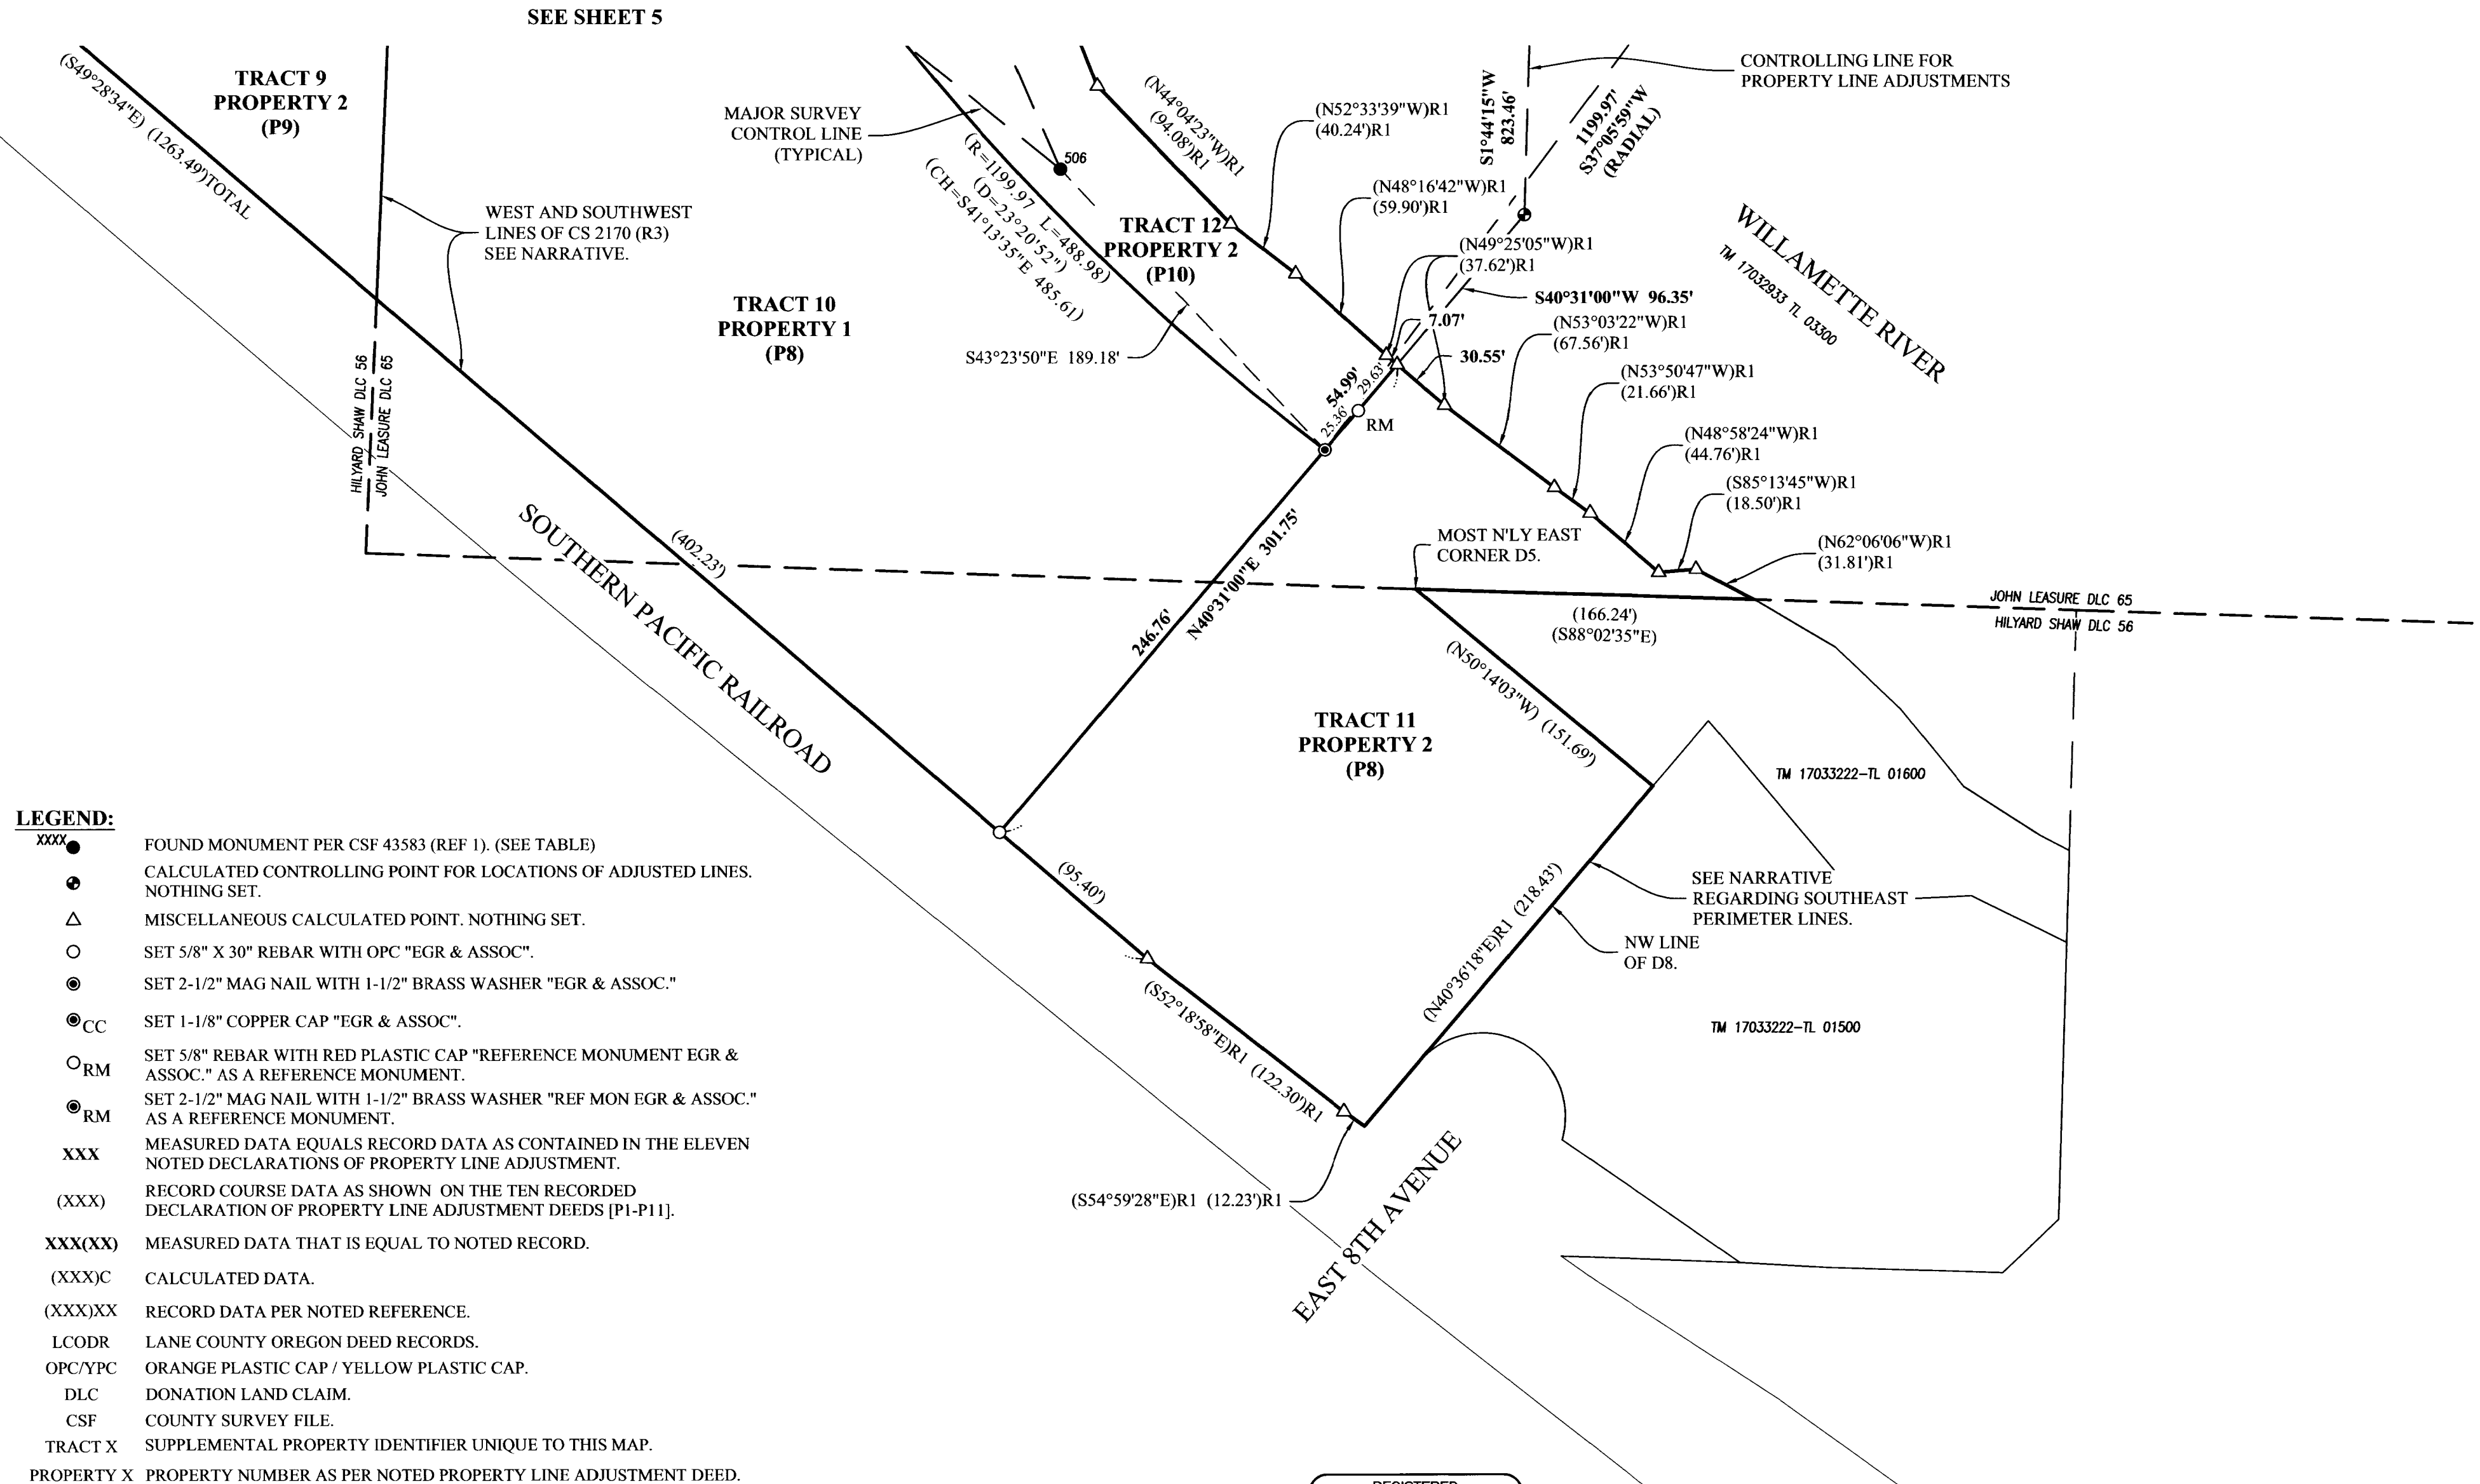 SEE SHEET 5
(S49°28'34"E) (1263.49')TOTAL
TRACT 9
PROPERTY 2
(P9)
WEST AND SOUTHWEST
LINES OF CS 2170 (R3)
SEE NARRATIVE.
MAJOR SURVEY
CONTROL LINE
(TYPICAL)
506
(R=1199.97 L=488.98)
(D=23°20'52")
(CH=S41°13'35"E 485.61)
(N44°04'23"W)R1
(94.08')R1
(N52°33'39"W)R1
(40.24')R1
(N48°16'42"W)R1
(59.90')R1
S1°44'15"W
823.46'
1199.97'
S37°05'59"W
(RADIAL)
CONTROLLING LINE FOR
PROPERTY LINE ADJUSTMENTS
WILLAMETTE RIVER
TM 17032933 TL 03300
TRACT 12
PROPERTY 2
(P10)
(N49°25'05"W)R1
(37.62')R1
S40°31'00"W 96.35'
7.07'
(N53°03'22"W)R1
(67.56')R1
30.55'
(N53°50'47"W)R1
(21.66')R1
(N48°58'24"W)R1
(44.76')R1
(S85°13'45"W)R1
(18.50')R1
(N62°06'06"W)R1
(31.81')R1
TRACT 10
PROPERTY 1
(P8)
S43°23'50"E 189.18'
54.99'
29.63'
25.36'
RM
HILYARD SHAW DLC 56
JOHN LEASURE DLC 65
SOUTHERN PACIFIC RAILROAD
(402.23')
246.76'
N40°31'00"E 301.75'
MOST N'LY EAST
CORNER D5.
(166.24')
(S88°02'35"E)
JOHN LEASURE DLC 65
HILYARD SHAW DLC 56
(N50°14'03"W) (151.69')
TRACT 11
PROPERTY 2
(P8)
TM 17033222-TL 01600
(95.40')
(S52°18'58"E)R1 (122.30')R1
(N40°36'18"E)R1 (218.43')
SEE NARRATIVE
REGARDING SOUTHEAST
PERIMETER LINES.
NW LINE
OF D8.
TM 17033222-TL 01500
(S54°59'28"E)R1 (12.23')R1
EAST 8TH AVENUE
LEGEND:
XXXX FOUND MONUMENT PER CSF 43583 (REF 1). (SEE TABLE)
CALCULATED CONTROLLING POINT FOR LOCATIONS OF ADJUSTED LINES.
NOTHING SET.
MISCELLANEOUS CALCULATED POINT. NOTHING SET.
SET 5/8" X 30" REBAR WITH OPC "EGR & ASSOC".
SET 2-1/2" MAG NAIL WITH 1-1/2" BRASS WASHER "EGR & ASSOC."
CC SET 1-1/8" COPPER CAP "EGR & ASSOC".
RM SET 5/8" REBAR WITH RED PLASTIC CAP "REFERENCE MONUMENT EGR &
ASSOC." AS A REFERENCE MONUMENT.
RM SET 2-1/2" MAG NAIL WITH 1-1/2" BRASS WASHER "REF MON EGR & ASSOC."
AS A REFERENCE MONUMENT.
XXX MEASURED DATA EQUALS RECORD DATA AS CONTAINED IN THE ELEVEN
NOTED DECLARATIONS OF PROPERTY LINE ADJUSTMENT.
(XXX) RECORD COURSE DATA AS SHOWN ON THE TEN RECORDED
DECLARATION OF PROPERTY LINE ADJUSTMENT DEEDS [P1-P11].
XXX(XX) MEASURED DATA THAT IS EQUAL TO NOTED RECORD.
(XXX)C CALCULATED DATA.
(XXX)XX RECORD DATA PER NOTED REFERENCE.
LCODR LANE COUNTY OREGON DEED RECORDS.
OPC/YPC ORANGE PLASTIC CAP / YELLOW PLASTIC CAP.
DLC DONATION LAND CLAIM.
CSF COUNTY SURVEY FILE.
TRACT X SUPPLEMENTAL PROPERTY IDENTIFIER UNIQUE TO THIS MAP.
PROPERTY X PROPERTY NUMBER AS PER NOTED PROPERTY LINE ADJUSTMENT DEED.